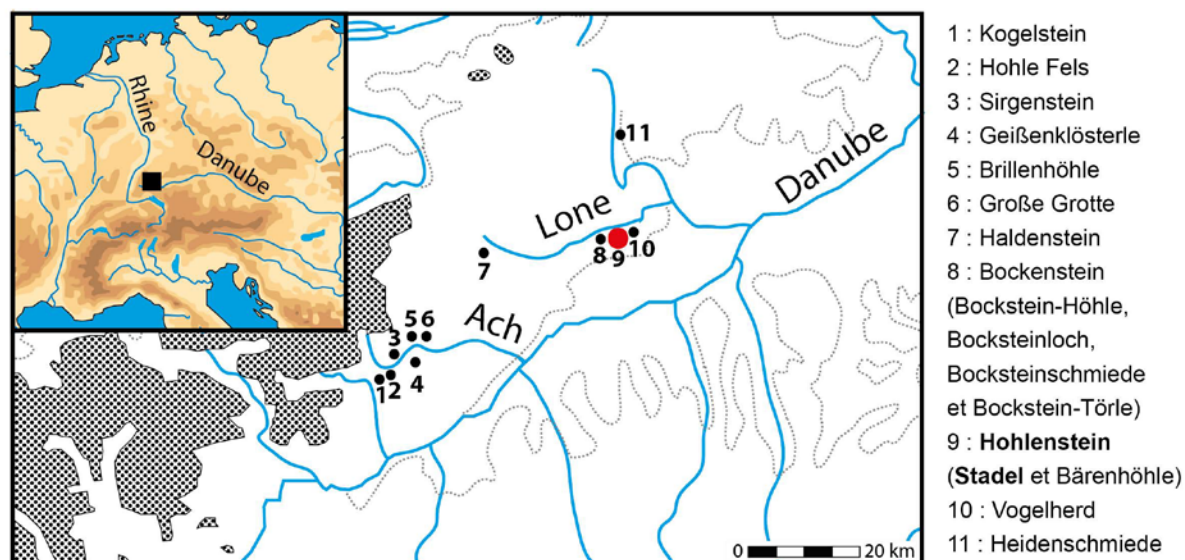 Rhine
Danube
Lone
Ach
Danube
11
8
9
10
7
5 6
3
4
1 2
0 20 km
1 : Kogelstein
2 : Hohle Fels
3 : Sirgenstein
4 : Geißenklösterle
5 : Brillenhöhle
6 : Große Grotte
7 : Haldenstein
8 : Bockenstein
(Bockstein-Höhle,
Bocksteinloch,
Bocksteinschmiede
et Bockstein-Törle)
9 : Hohlenstein
(Stadel et Bärenhöhle)
10 : Vogelherd
11 : Heidenschmiede